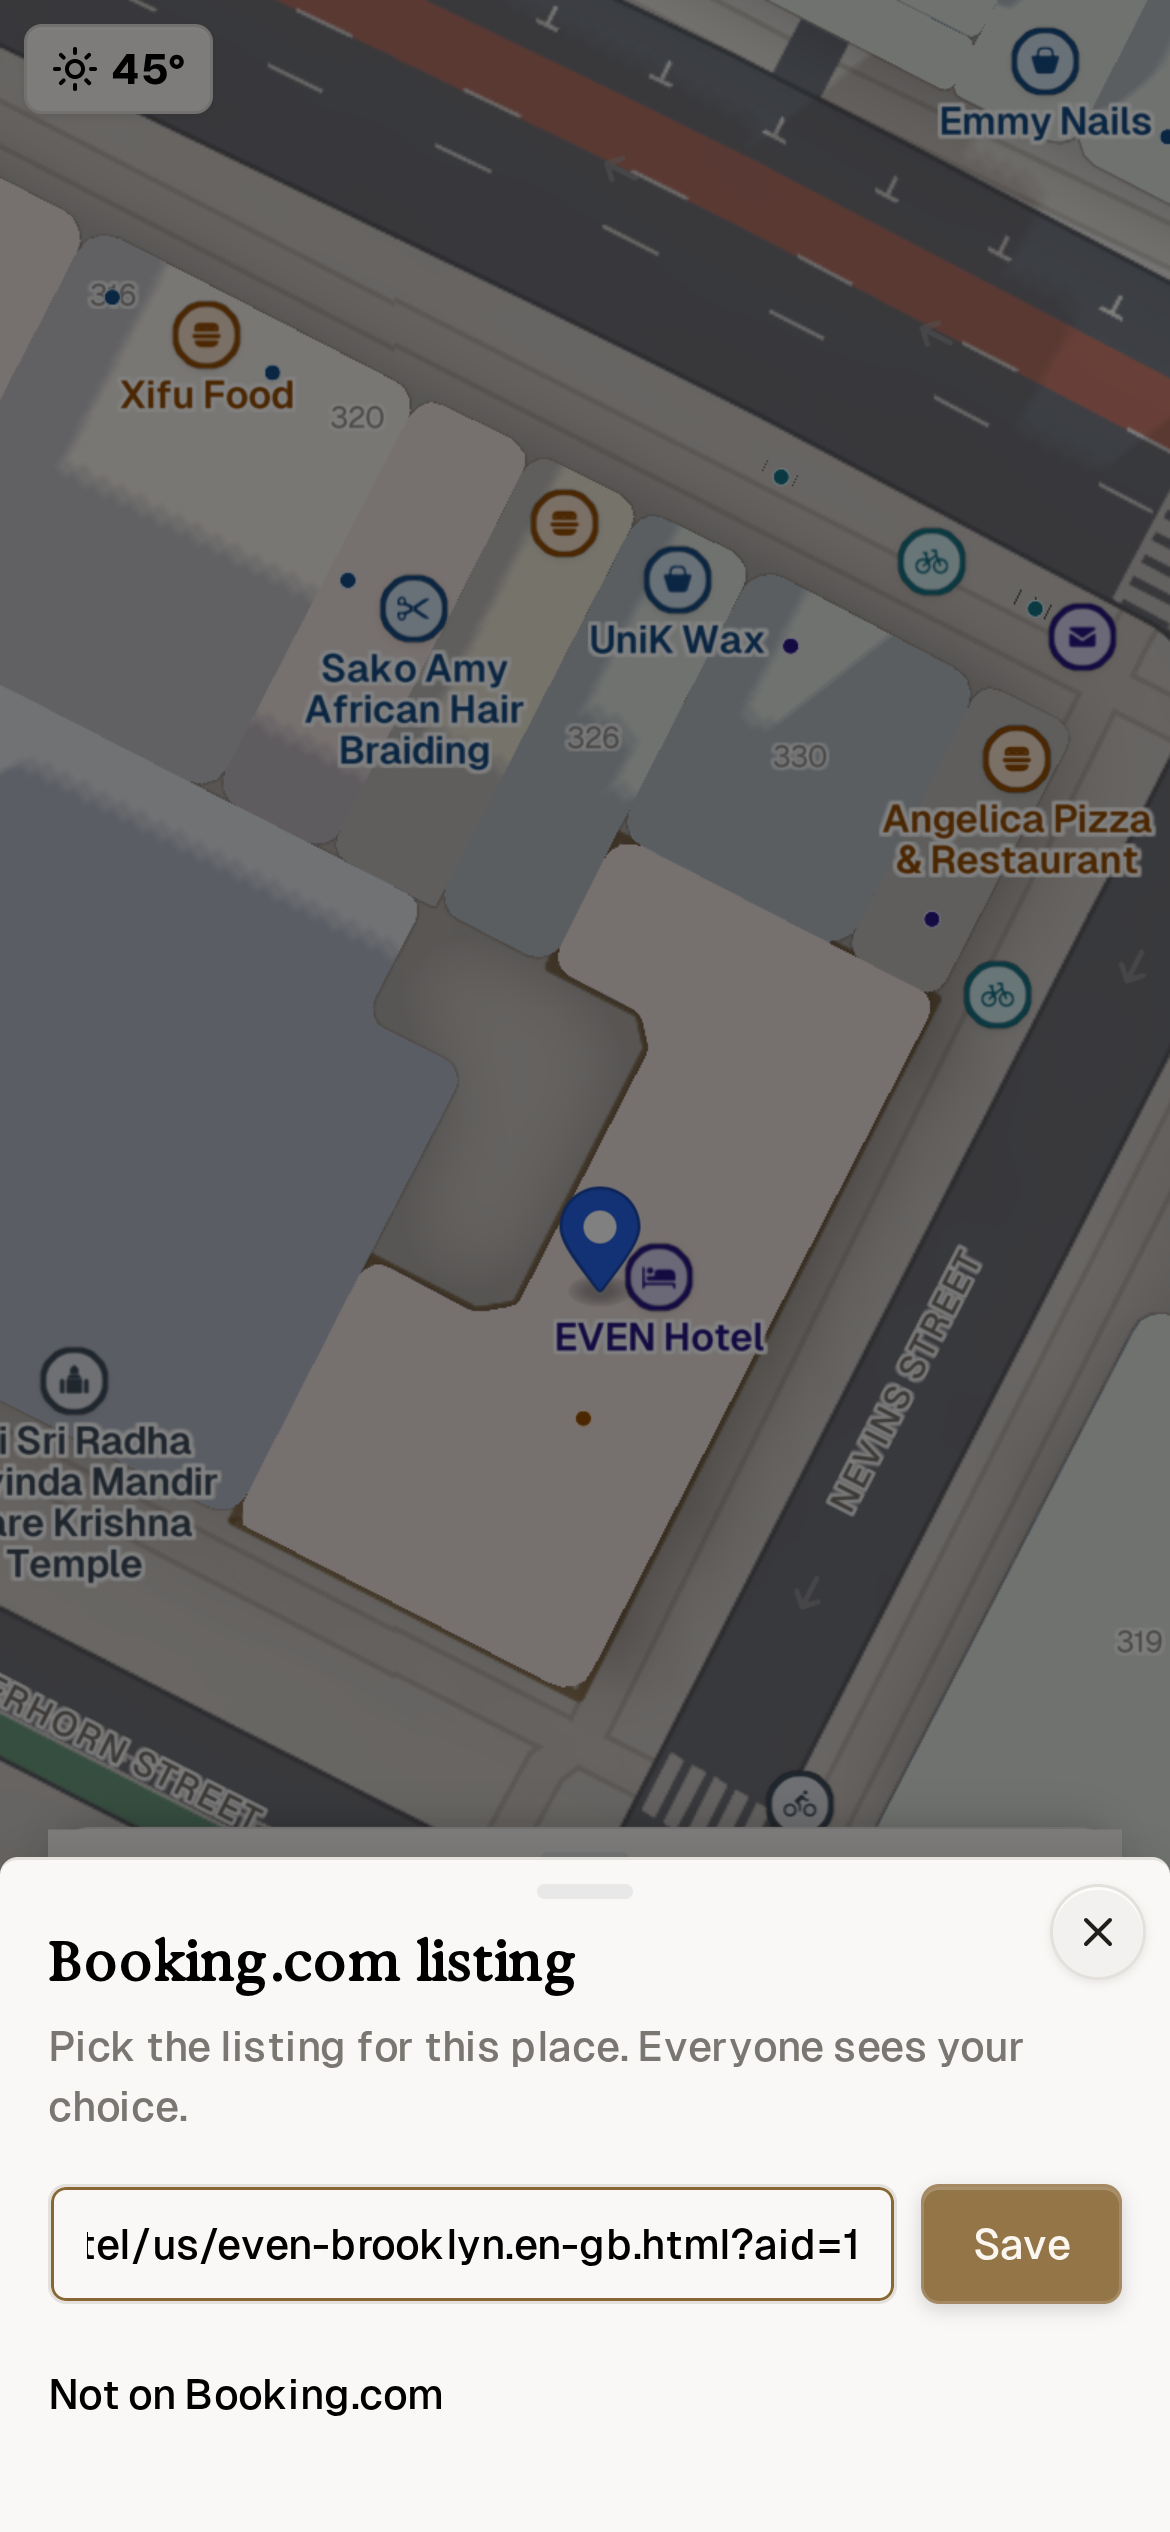 45°
Emmy Nails
316
Xifu Food
320
Sako Amy
African Hair
Braiding
UniK Wax
326
330
Angelica Pizza
& Restaurant
EVEN Hotel
NEVINS STREET
i Sri Radha
vinda Mandir
are Krishna
Temple
319
ERHORN STREET
Booking.com listing
Pick the listing for this place. Everyone sees your
choice.
tel/us/even-brooklyn.en-gb.html?aid=1
Save
Not on Booking.com